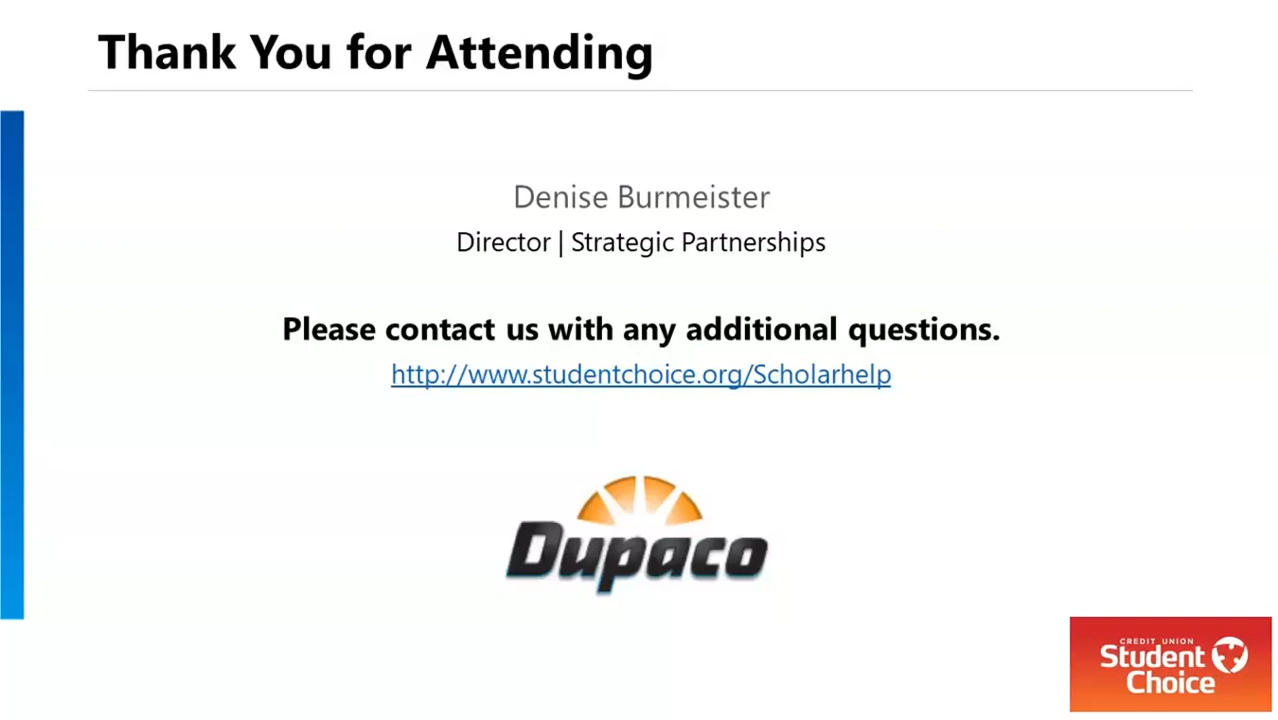 Thank You for Attending
Denise Burmeister
Director | Strategic Partnerships
Please contact us with any additional questions.
http://www.studentchoice.org/Scholarhelp
Dupaco
CREDIT UNION
Student
Choice